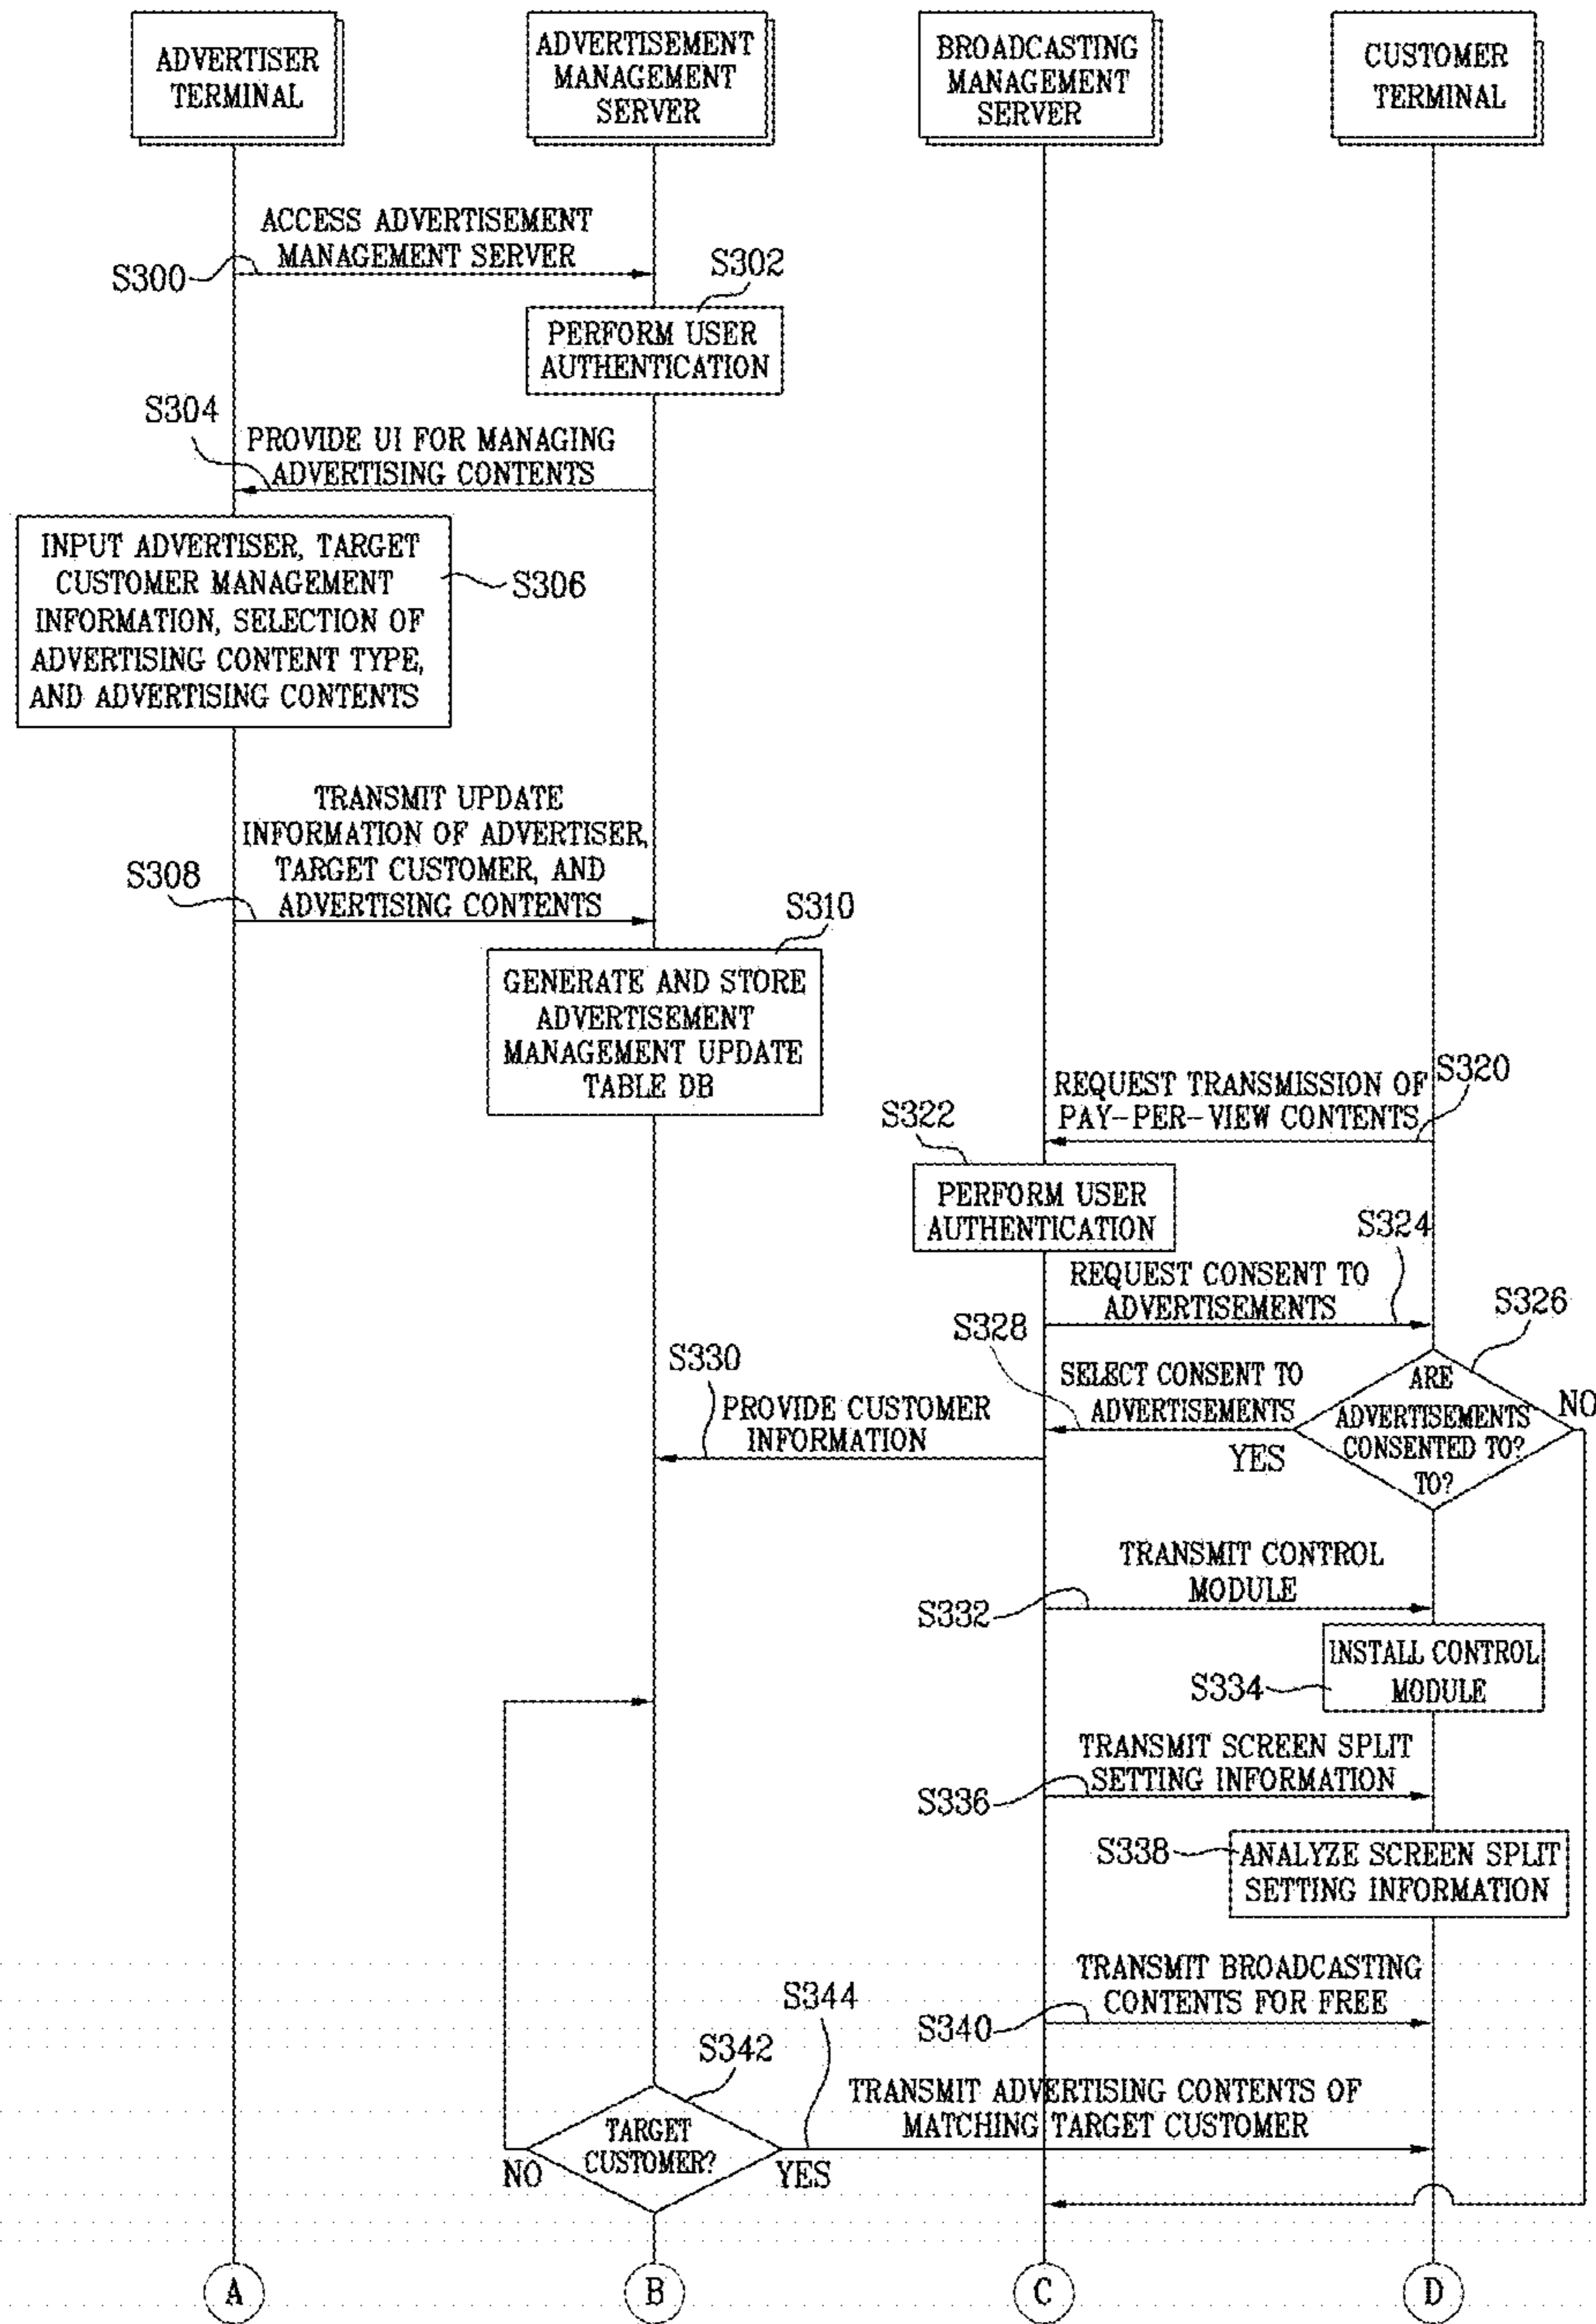 ADVERTISER
TERMINAL
ADVERTISEMENT
MANAGEMENT
SERVER
BROADCASTING
MANAGEMENT
SERVER
CUSTOMER
TERMINAL
ACCESS ADVERTISEMENT
MANAGEMENT SERVER
S300
S302
PERFORM USER
AUTHENTICATION
S304
PROVIDE UI FOR MANAGING
ADVERTISING CONTENTS
INPUT ADVERTISER, TARGET
CUSTOMER MANAGEMENT
INFORMATION, SELECTION OF
ADVERTISING CONTENT TYPE,
AND ADVERTISING CONTENTS
S306
TRANSMIT UPDATE
INFORMATION OF ADVERTISER,
TARGET CUSTOMER, AND
ADVERTISING CONTENTS
S308
S310
GENERATE AND STORE
ADVERTISEMENT
MANAGEMENT UPDATE
TABLE DB
REQUEST TRANSMISSION OF
PAY-PER-VIEW CONTENTS
S320
S322
PERFORM USER
AUTHENTICATION
S324
REQUEST CONSENT TO
ADVERTISEMENTS
S326
S328
SELECT CONSENT TO
ADVERTISEMENTS
ARE
ADVERTISEMENTS
CONSENTED TO?
TO?
NO
YES
S330
PROVIDE CUSTOMER
INFORMATION
TRANSMIT CONTROL
MODULE
S332
INSTALL CONTROL
MODULE
S334
TRANSMIT SCREEN SPLIT
SETTING INFORMATION
S336
S338
ANALYZE SCREEN SPLIT
SETTING INFORMATION
TRANSMIT BROADCASTING
CONTENTS FOR FREE
S340
S344
S342
TRANSMIT ADVERTISING CONTENTS OF
MATCHING TARGET CUSTOMER
TARGET
CUSTOMER?
NO
YES
A
B
C
D